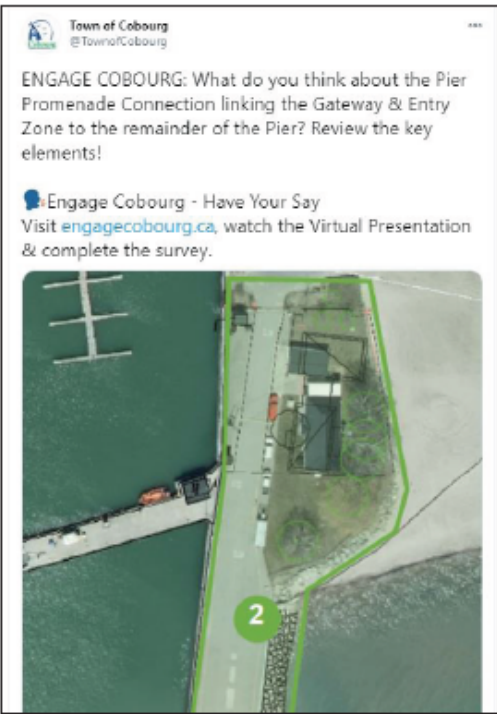 Town of Cobourg
@TownofCobourg
ENGAGE COBOURG: What do you think about the Pier
Promenade Connection linking the Gateway & Entry
Zone to the remainder of the Pier? Review the key
elements!
Engage Cobourg - Have Your Say
Visit engagecobourg.ca, watch the Virtual Presentation
& complete the survey.
2